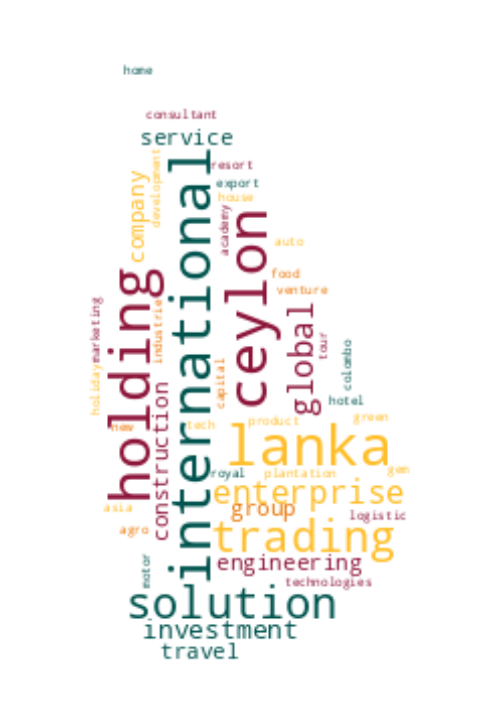 home
consultant
service
international
resort
development
company
export
house
academy
ceylon
auto
holding
food
venture
marketing
industrie
global
tour
colombo
capital
holiday
construction
hotel
new
tech
product
green
lanka
royal
plantation
gem
enterprise
asia
group
logistic
agro
trading
motor
engineering
technologies
solution
investment
travel